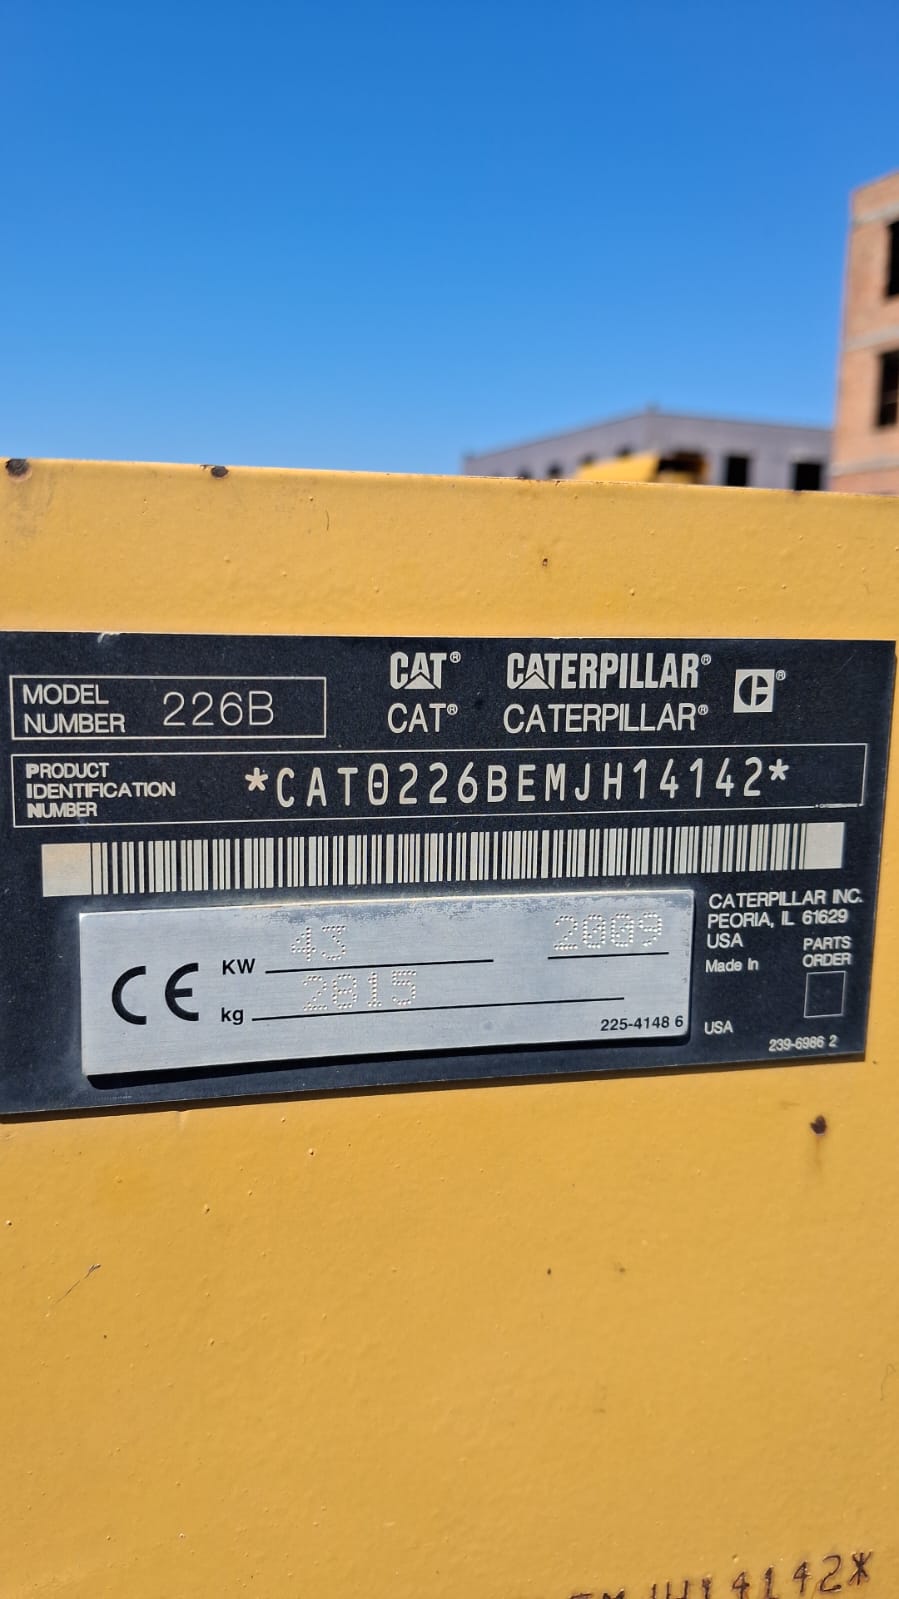 MODEL NUMBER 226B
CAT® CATERPILLAR®
CAT® CATERPILLAR®
PRODUCT IDENTIFICATION NUMBER
*CAT0226BEMJH14142*
CE
KW 43 2009
kg 2815
225-4148 6
CATERPILLAR INC.
PEORIA, IL 61629
USA
Made In
USA
PARTS ORDER
239-6986 2
MJH14142*